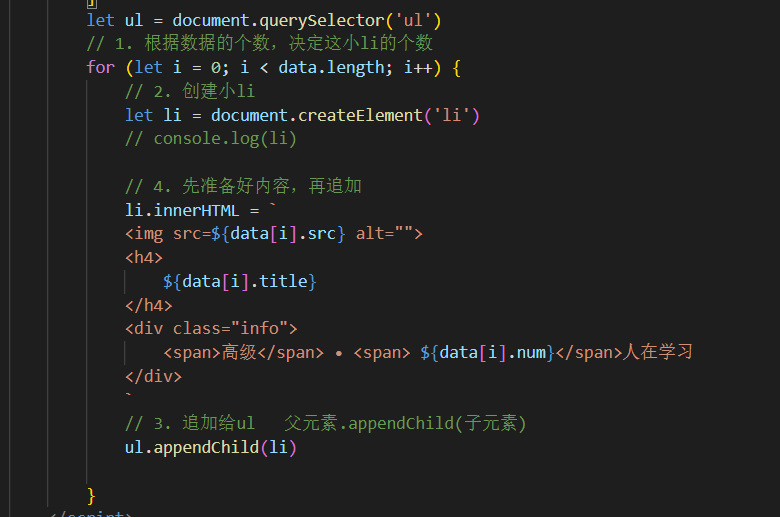 ]
let ul = document.querySelector('ul')
// 1. 根据数据的个数，决定这小li的个数
for (let i = 0; i < data.length; i++) {
// 2. 创建小li
let li = document.createElement('li')
// console.log(li)
// 4. 先准备好内容，再追加
li.innerHTML = `
<img src=${data[i].src} alt="">
<h4>
${data[i].title}
</h4>
<div class="info">
<span>高级</span> • <span> ${data[i].num}</span>人在学习
</div>
`
// 3. 追加给ul 父元素.appendChild(子元素)
ul.appendChild(li)
}
</script>